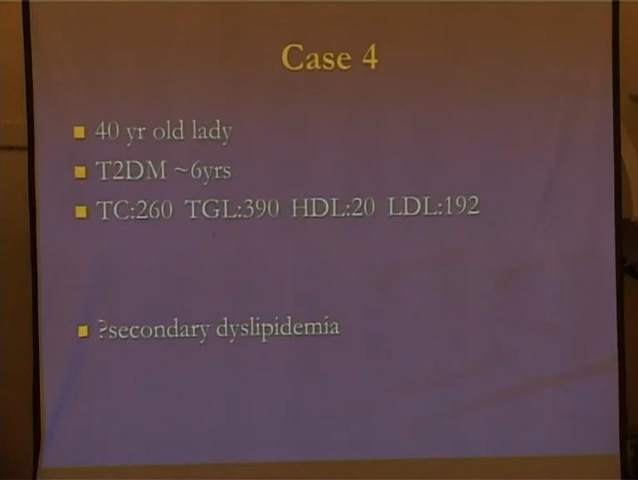 Case 4
40 yr old lady
T2DM ~6yrs
TC:260 TGL:390 HDL:20 LDL:192
?secondary dyslipidemia